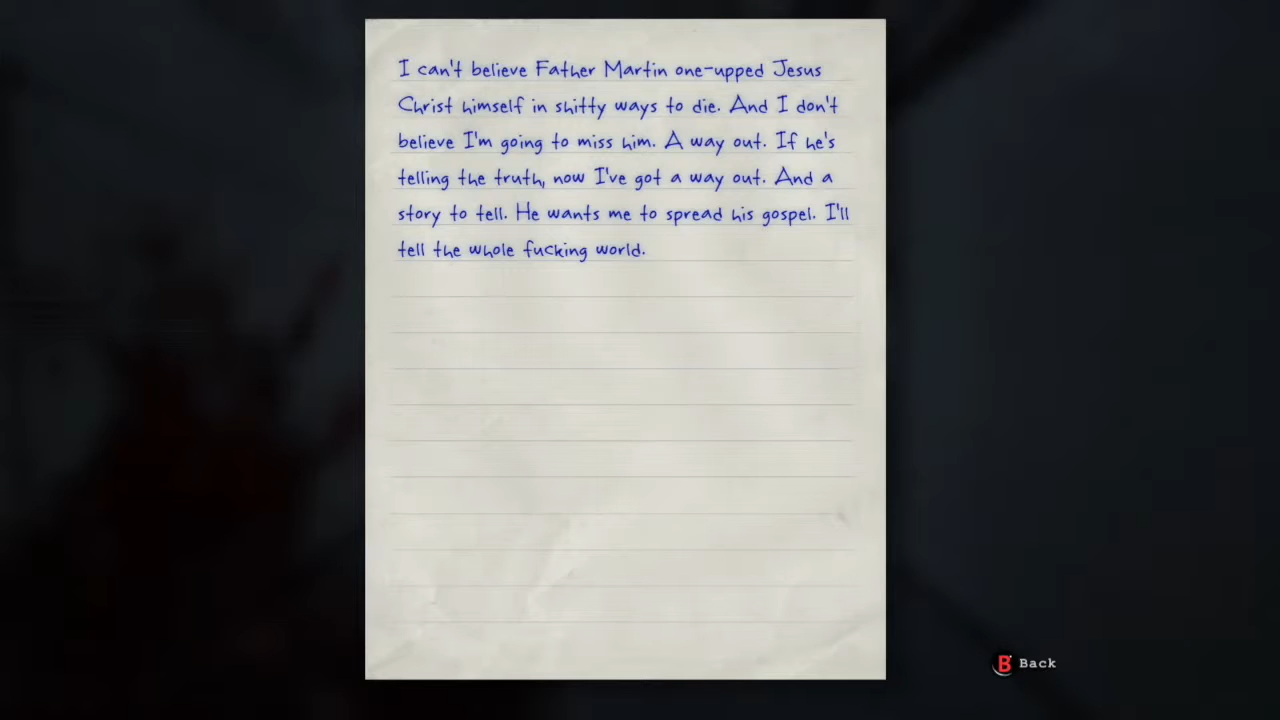 I can't believe Father Martin one-upped Jesus
Christ himself in shitty ways to die. And I don't
believe I'm going to miss him. A way out. If he's
telling the truth, now I've got a way out. And a
story to tell. He wants me to spread his gospel. I'll
tell the whole fucking world.
B Back